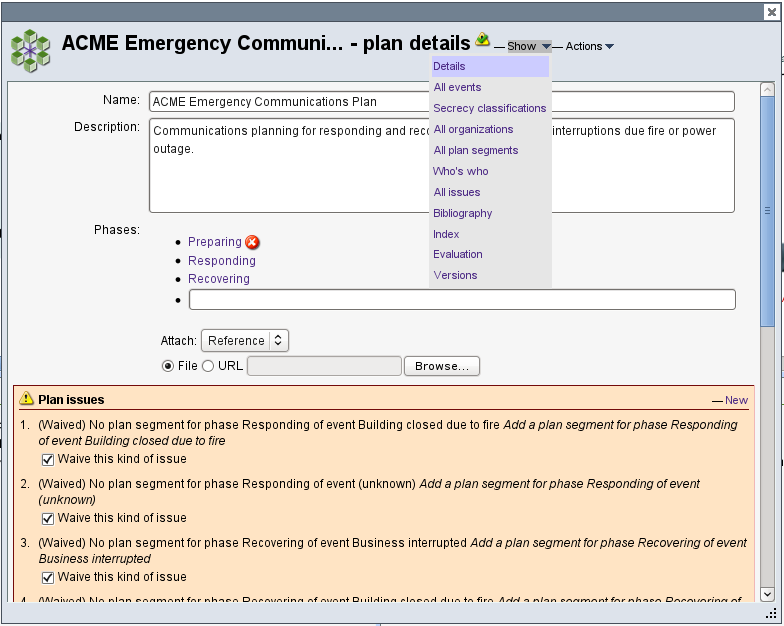 ACME Emergency Communi... - plan details — Show — Actions
Details
All events
Secrecy classifications
All organizations
All plan segments
Who's who
All issues
Bibliography
Index
Evaluation
Versions
Name: ACME Emergency Communications Plan
Description: Communications planning for responding and reco interruptions due fire or power
outage.
Phases:
Preparing
Responding
Recovering
Attach: Reference
File URL Browse...
Plan issues — New
1. (Waived) No plan segment for phase Responding of event Building closed due to fire Add a plan segment for phase Responding
of event Building closed due to fire
Waive this kind of issue
2. (Waived) No plan segment for phase Responding of event (unknown) Add a plan segment for phase Responding of event
(unknown)
Waive this kind of issue
3. (Waived) No plan segment for phase Recovering of event Business interrupted Add a plan segment for phase Recovering of event
Business interrupted
Waive this kind of issue
4. (Waived) No plan segment for phase Recovering of event Building closed due to fire Add a plan segment for phase Recovering of